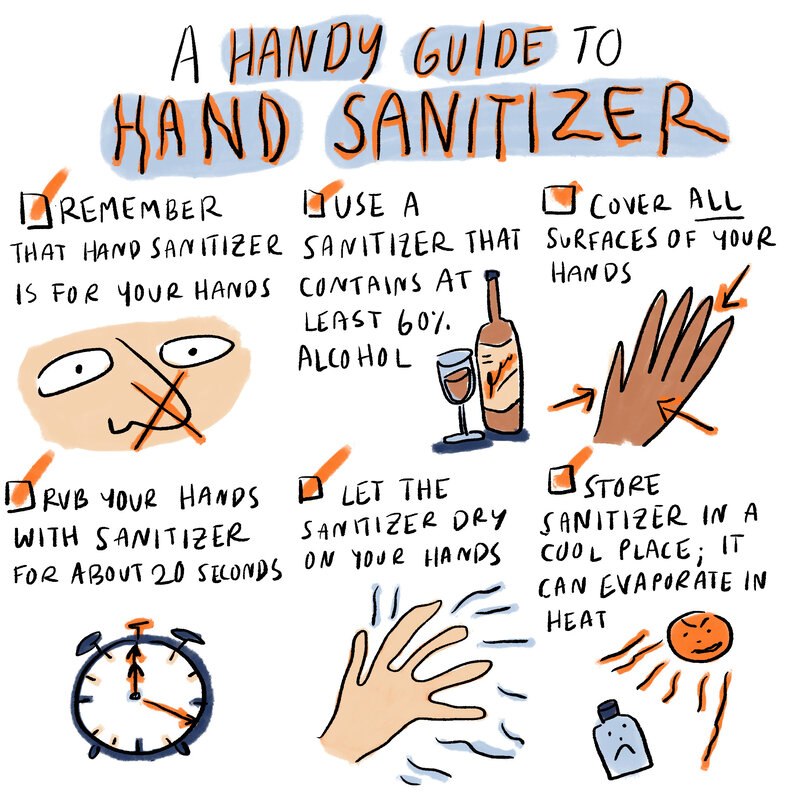 A HANDY GUIDE TO
HAND SANITIZER
REMEMBER
THAT HAND SANITIZER
IS FOR YOUR HANDS
USE A
SANITIZER THAT
CONTAINS AT
LEAST 60%
ALCOHOL
COVER ALL
SURFACES OF YOUR
HANDS
RUB YOUR HANDS
WITH SANITIZER
FOR ABOUT 20 SECONDS
LET THE
SANITIZER DRY
ON YOUR HANDS
STORE
SANITIZER IN A
COOL PLACE; IT
CAN EVAPORATE IN
HEAT